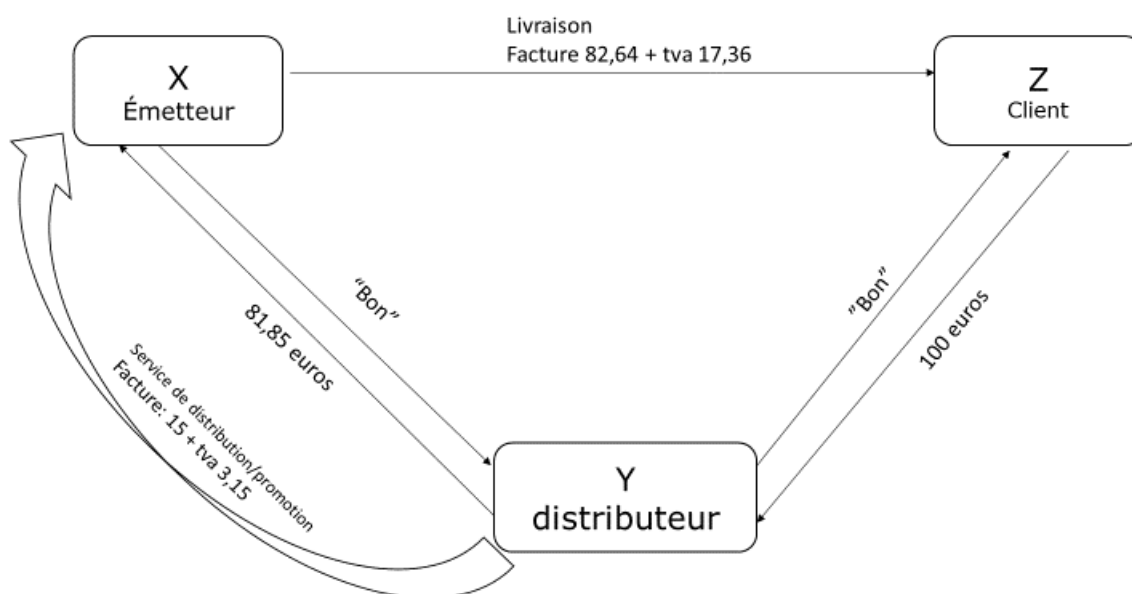 Livraison
Facture 82,64 + tva 17,36
X
Émetteur
Z
Client
“Bon”
81,85 euros
Service de distribution/promotion
Facture: 15 + tva 3,15
”Bon”
100 euros
Y
distributeur